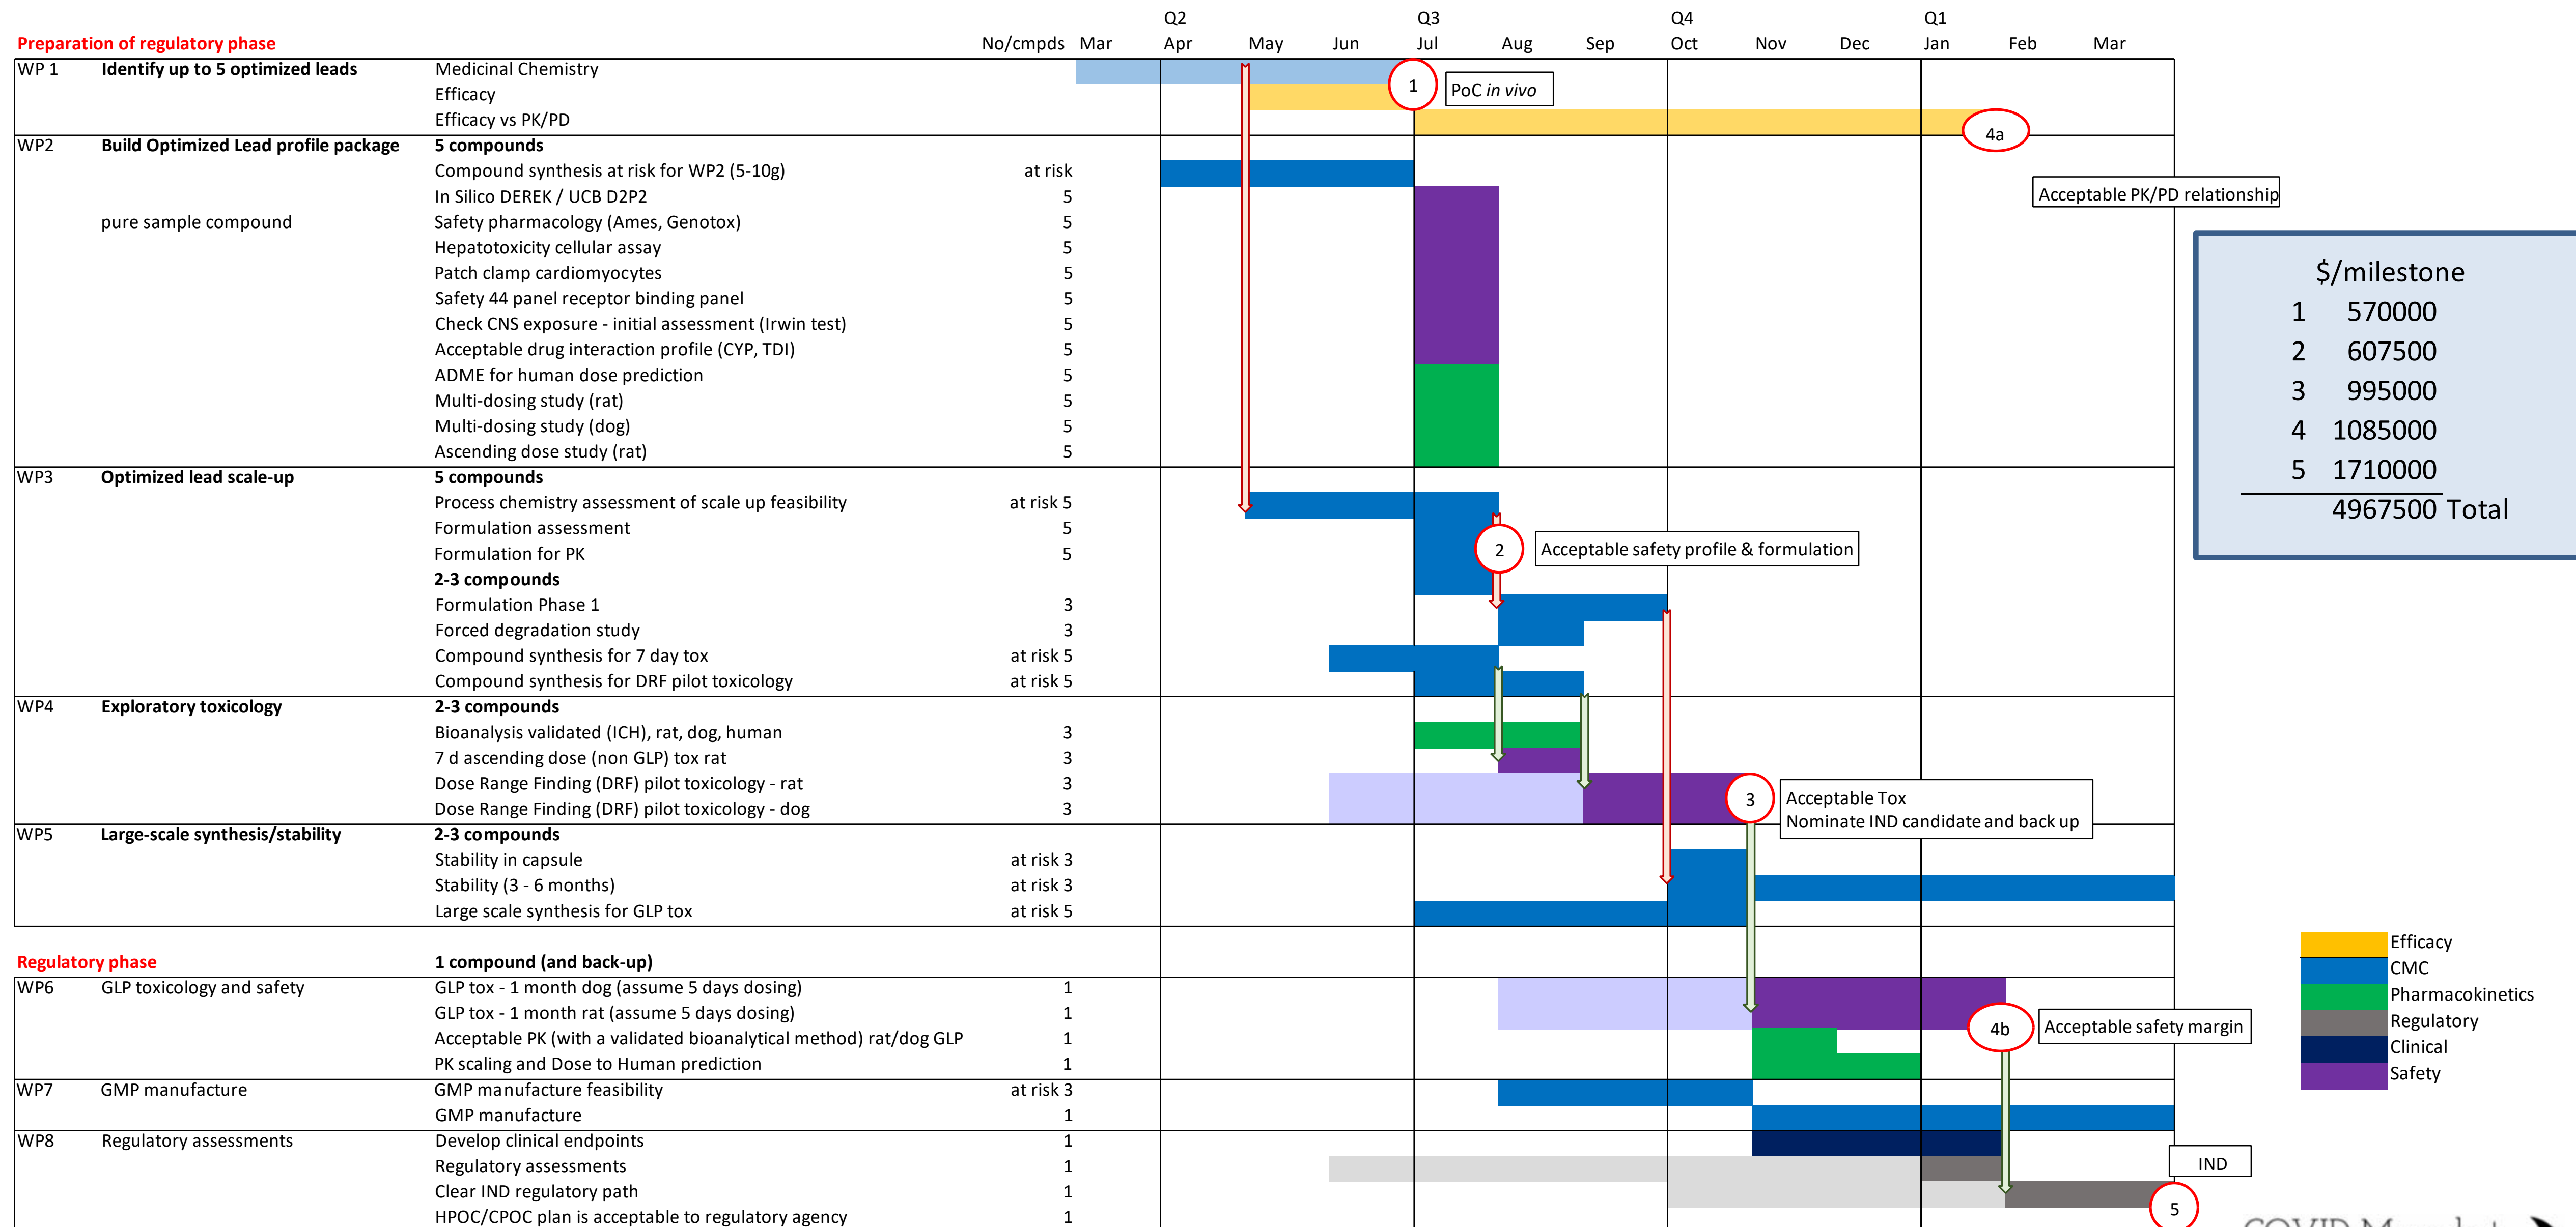 Q2 Q3 Q4 Q1
Preparation of regulatory phase No/cmpds Mar Apr May Jun Jul Aug Sep Oct Nov Dec Jan Feb Mar
WP 1 Identify up to 5 optimized leads Medicinal Chemistry
1 PoC in vivo
Efficacy
Efficacy vs PK/PD
4a
WP2 Build Optimized Lead profile package 5 compounds
Compound synthesis at risk for WP2 (5-10g) at risk
Acceptable PK/PD relationship
In Silico DEREK / UCB D2P2 5
pure sample compound Safety pharmacology (Ames, Genotox) 5
Hepatotoxicity cellular assay 5
Patch clamp cardiomyocytes 5
Safety 44 panel receptor binding panel 5
Check CNS exposure - initial assessment (Irwin test) 5
Acceptable drug interaction profile (CYP, TDI) 5
ADME for human dose prediction 5
Multi-dosing study (rat) 5
Multi-dosing study (dog) 5
Ascending dose study (rat) 5
$/milestone
1 570000
2 607500
3 995000
4 1085000
5 1710000
4967500 Total
WP3 Optimized lead scale-up 5 compounds
Process chemistry assessment of scale up feasibility at risk 5
Formulation assessment 5
2 Acceptable safety profile & formulation
Formulation for PK 5
2-3 compounds
Formulation Phase 1 3
Forced degradation study 3
Compound synthesis for 7 day tox at risk 5
Compound synthesis for DRF pilot toxicology at risk 5
WP4 Exploratory toxicology 2-3 compounds
Bioanalysis validated (ICH), rat, dog, human 3
7 d ascending dose (non GLP) tox rat 3
Dose Range Finding (DRF) pilot toxicology - rat 3
Dose Range Finding (DRF) pilot toxicology - dog 3
3 Acceptable Tox
Nominate IND candidate and back up
WP5 Large-scale synthesis/stability 2-3 compounds
Stability in capsule at risk 3
Stability (3 - 6 months) at risk 3
Large scale synthesis for GLP tox at risk 5
Regulatory phase 1 compound (and back-up)
WP6 GLP toxicology and safety GLP tox - 1 month dog (assume 5 days dosing) 1
GLP tox - 1 month rat (assume 5 days dosing) 1
4b Acceptable safety margin
Acceptable PK (with a validated bioanalytical method) rat/dog GLP 1
PK scaling and Dose to Human prediction 1
WP7 GMP manufacture GMP manufacture feasibility at risk 3
GMP manufacture 1
WP8 Regulatory assessments Develop clinical endpoints 1
Regulatory assessments 1
IND
Clear IND regulatory path 1
HPOC/CPOC plan is acceptable to regulatory agency 1
5
Efficacy
CMC
Pharmacokinetics
Regulatory
Clinical
Safety